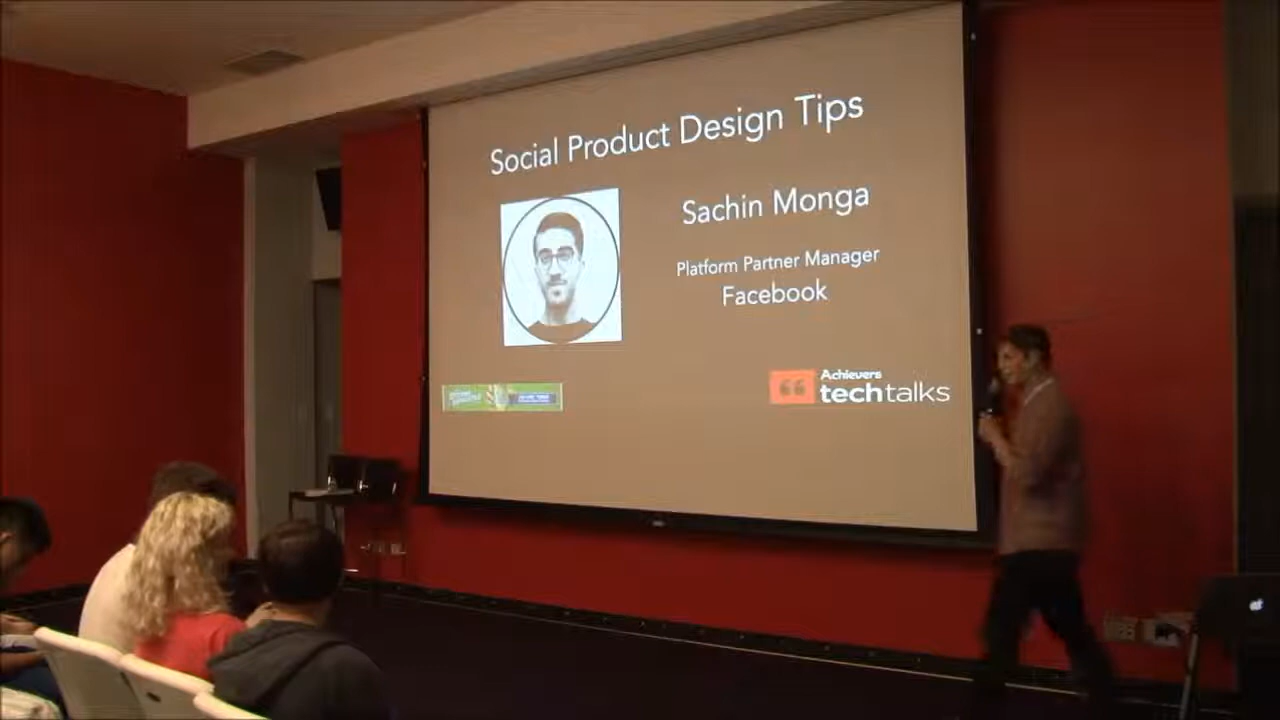 Social Product Design Tips
Sachin Monga
Platform Partner Manager
Facebook
Achievers
techtalks